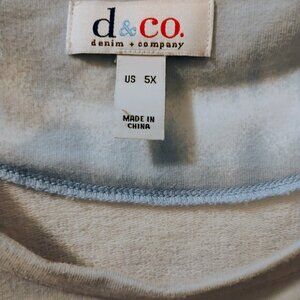 d&co.
denim + company
US 5X
MADE IN
CHINA